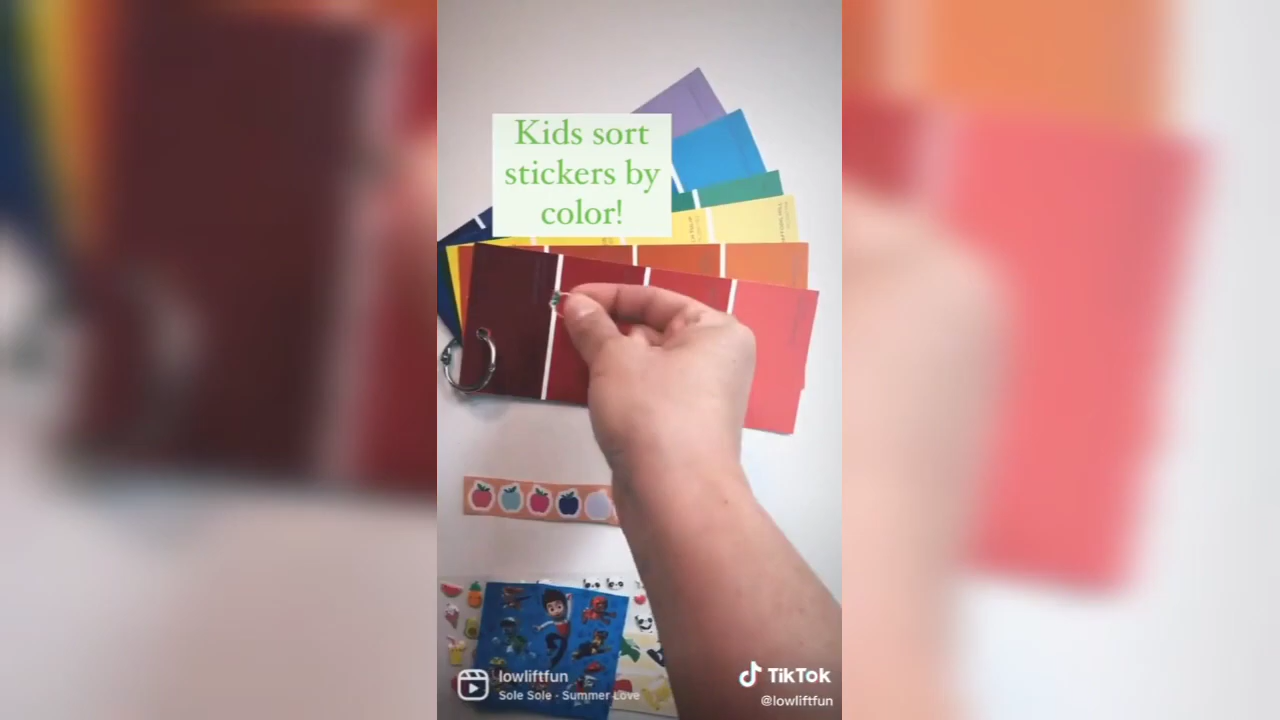 Kids sort
stickers by
color!
lowliftfun
Sole Sole - Summer Love
TikTok
@lowliftfun